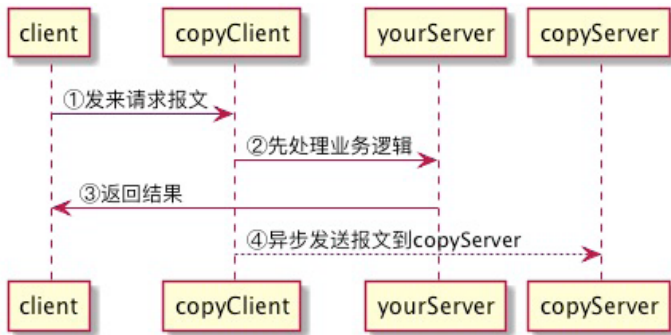 client
copyClient
yourServer
copyServer
①发来请求报文
②先处理业务逻辑
③返回结果
④异步发送报文到copyServer
client
copyClient
yourServer
copyServer